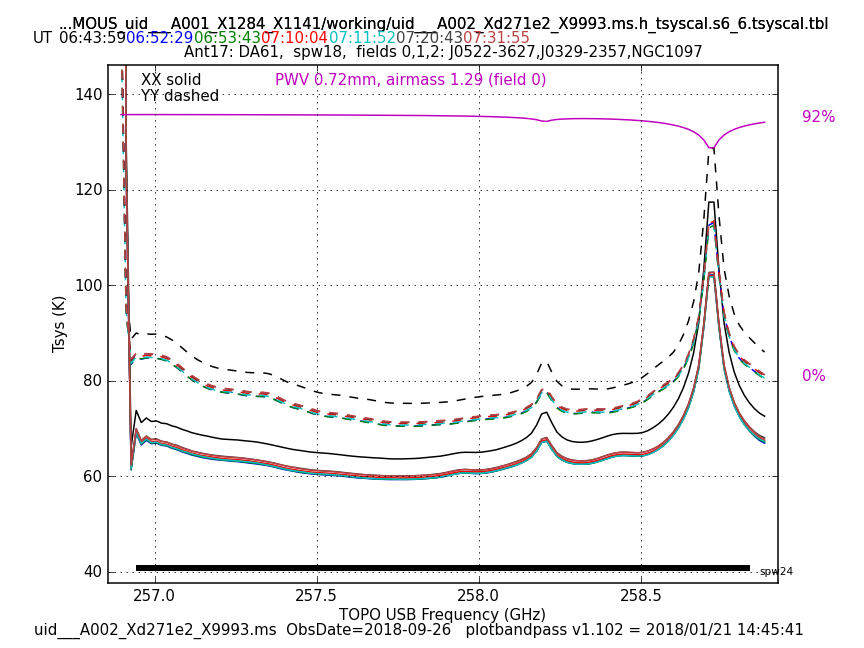 ...MOUS_uid___A001_X1284_X1141/working/uid___A002_Xd271e2_X9993.ms.h_tsyscal.s6_6.tsyscal.tbl
UT 06:43:59 06:52:29 06:53:43 07:10:04 07:11:52 07:20:43 07:31:55
Ant17: DA61,  spw18,  fields 0,1,2: J0522-3627,J0329-2357,NGC1097
XX solid
PWV 0.72mm, airmass 1.29 (field 0)
YY dashed
140
92%
120
100
Tsys (K)
80
0%
60
40
spw24
257.0 257.5 258.0 258.5
TOPO USB Frequency (GHz)
uid___A002_Xd271e2_X9993.ms  ObsDate=2018-09-26   plotbandpass v1.102 = 2018/01/21 14:45:41